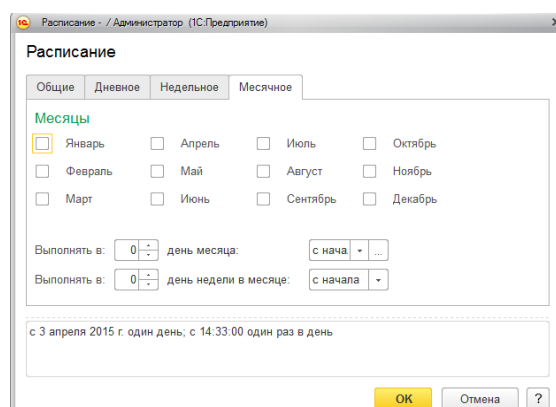 1С Расписание - / Администратор (1С:Предприятие) x
Расписание
Общие Дневное Недельное Месячное
Месяцы
Январь Апрель Июль Октябрь
Февраль Май Август Ноябрь
Март Июнь Сентябрь Декабрь
Выполнять в: 0 день месяца: с нача ...
Выполнять в: 0 день недели в месяце: с начала
с 3 апреля 2015 г. один день; с 14:33:00 один раз в день
ОК Отмена ?